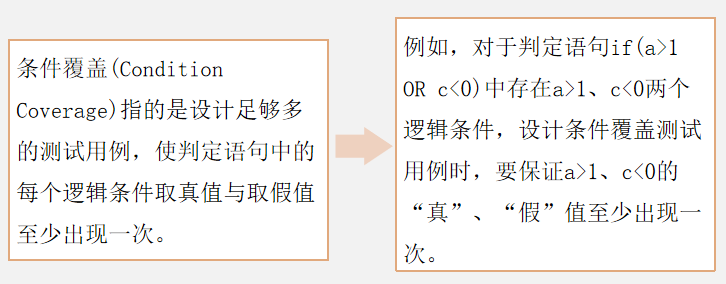 条件覆盖(Condition
Coverage)指的是设计足够多
的测试用例，使判定语句中的
每个逻辑条件取真值与取假值
至少出现一次。
例如，对于判定语句if(a>1
OR c<0)中存在a>1、c<0两个
逻辑条件，设计条件覆盖测试
用例时，要保证a>1、c<0的
“真”、“假”值至少出现一
次。